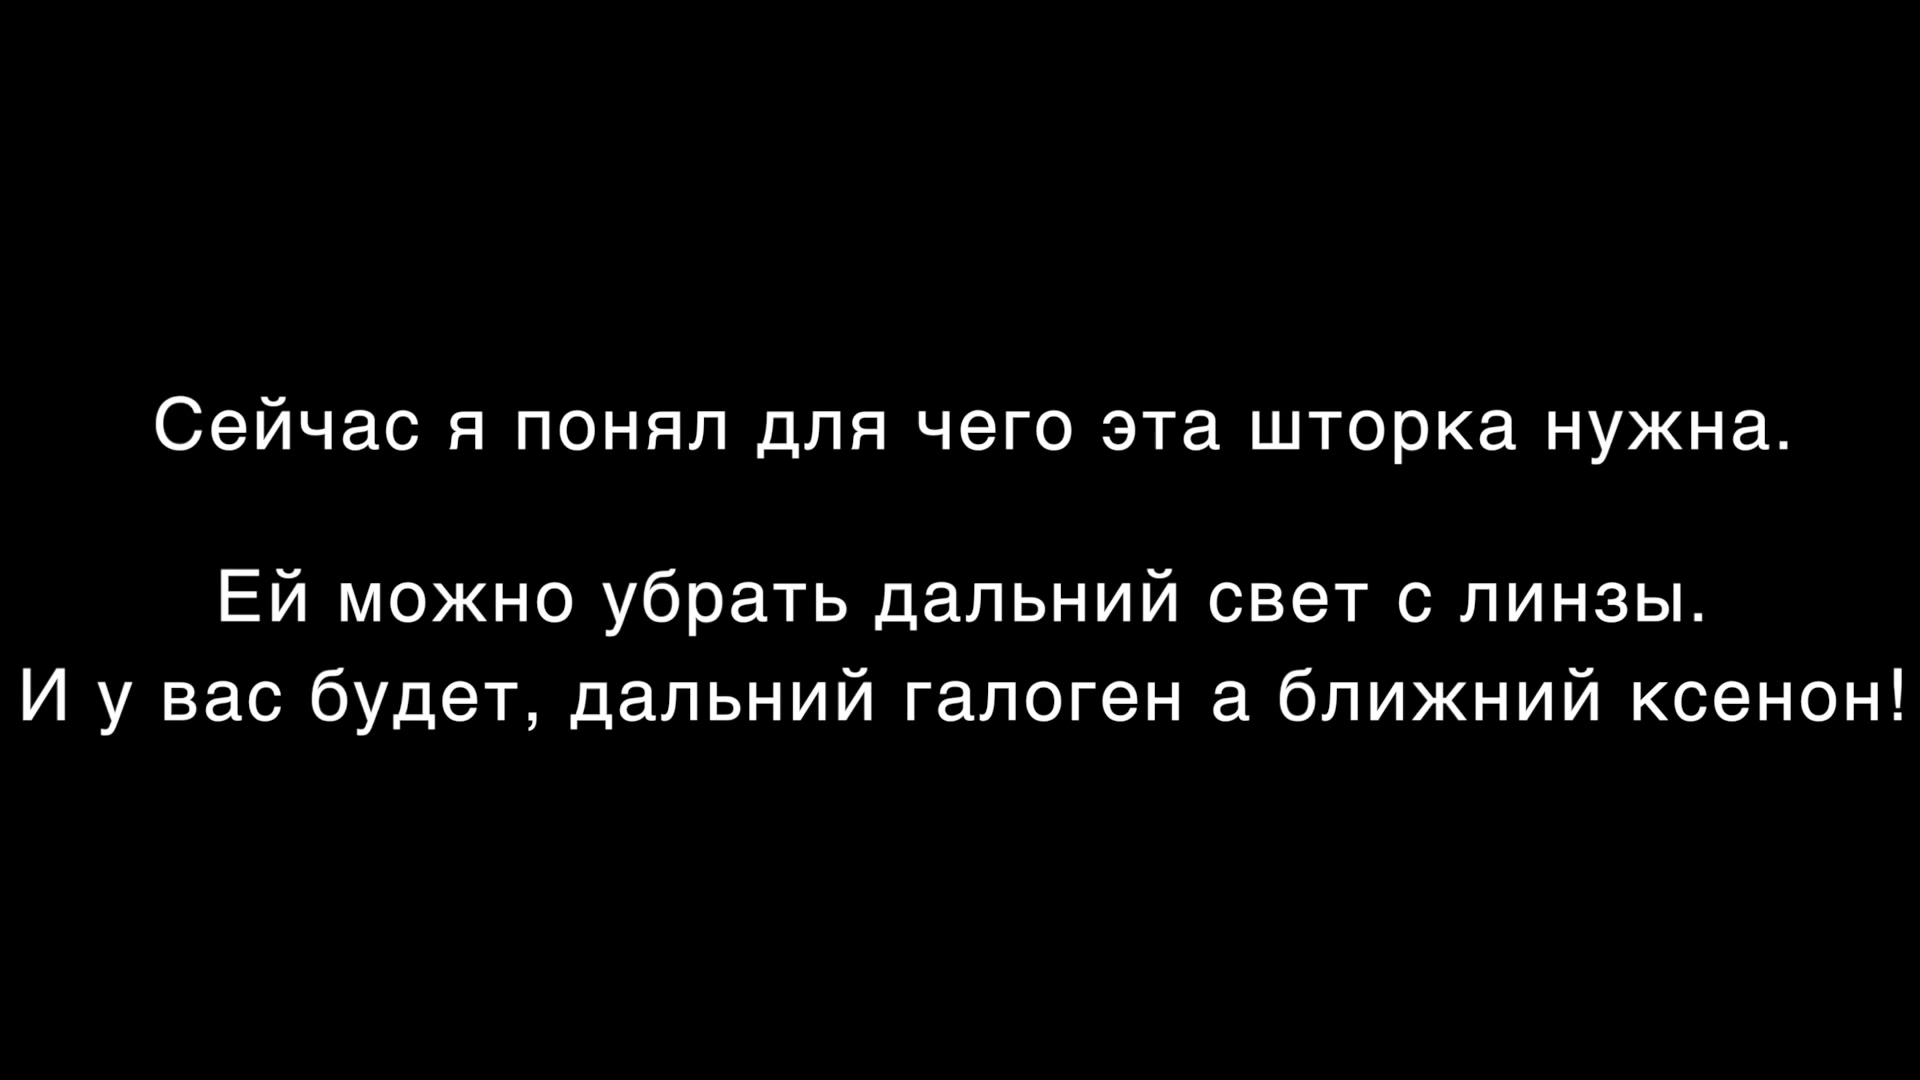 Сейчас я понял для чего эта шторка нужна.
Ей можно убрать дальний свет с линзы.
И у вас будет, дальний галоген а ближний ксенон!